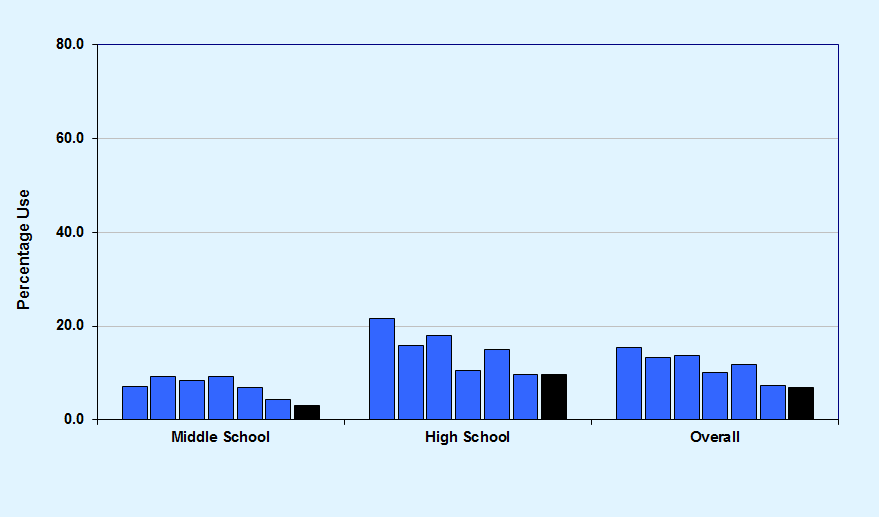 80.0
60.0
40.0
20.0
0.0
Percentage Use
Middle School
High School
Overall